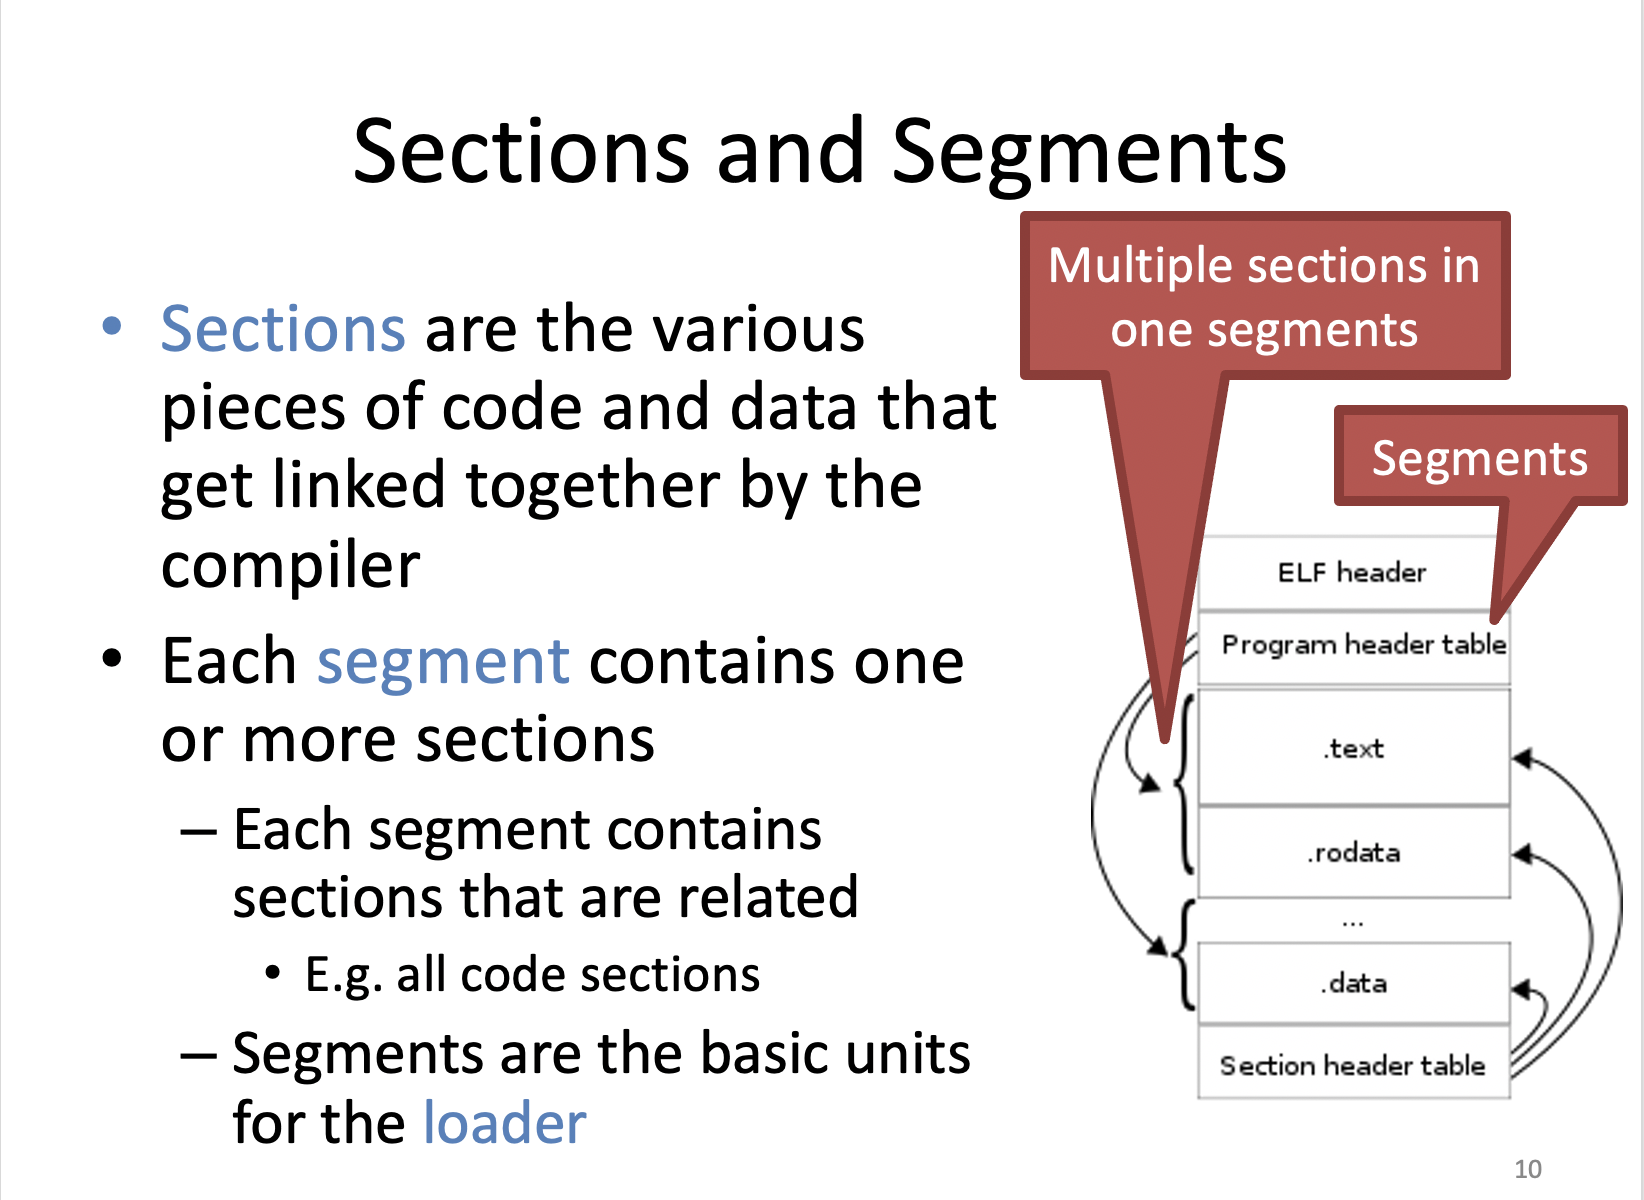 Sections and Segments
Multiple sections in
one segments
• Sections are the various
pieces of code and data that
get linked together by the
compiler
• Each segment contains one
or more sections
– Each segment contains
sections that are related
• E.g. all code sections
– Segments are the basic units
for the loader
Segments
ELF header
Program header table
.text
.rodata
...
.data
Section header table
10